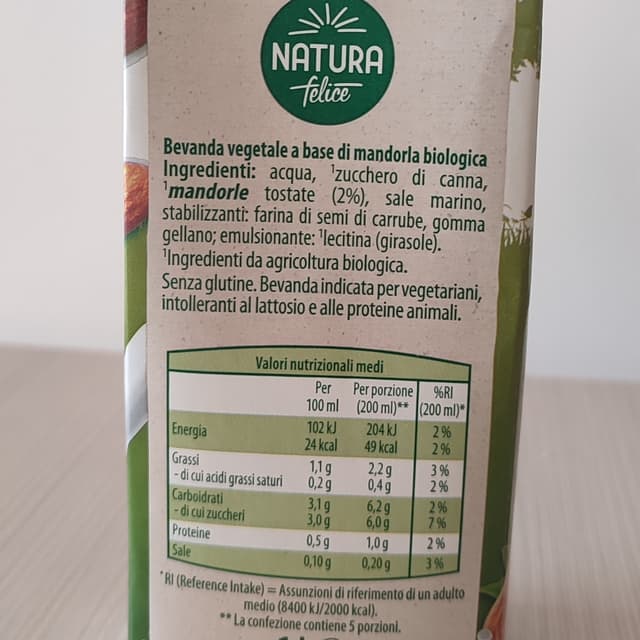 NATURA
felice
Bevanda vegetale a base di mandorla biologica
Ingredienti: acqua, ¹zucchero di canna,
¹mandorle tostate (2%), sale marino,
stabilizzanti: farina di semi di carrube, gomma
gellano; emulsionante: ¹lecitina (girasole).
¹Ingredienti da agricoltura biologica.
Senza glutine. Bevanda indicata per vegetariani,
intolleranti al lattosio e alle proteine animali.
Valori nutrizionali medi
Per Per porzione %RI
100 ml (200 ml)** (200 ml)*
Energia 102 kJ 204 kJ 2 %
24 kcal 49 kcal 2 %
Grassi 1,1 g 2,2 g 3 %
- di cui acidi grassi saturi 0,2 g 0,4 g 2 %
Carboidrati 3,1 g 6,2 g 2 %
- di cui zuccheri 3,0 g 6,0 g 7 %
Proteine 0,5 g 1,0 g 2 %
Sale 0,10 g 0,20 g 3 %
*RI (Reference Intake) = Assunzioni di riferimento di un adulto
medio (8400 kJ/2000 kcal).
** La confezione contiene 5 porzioni.